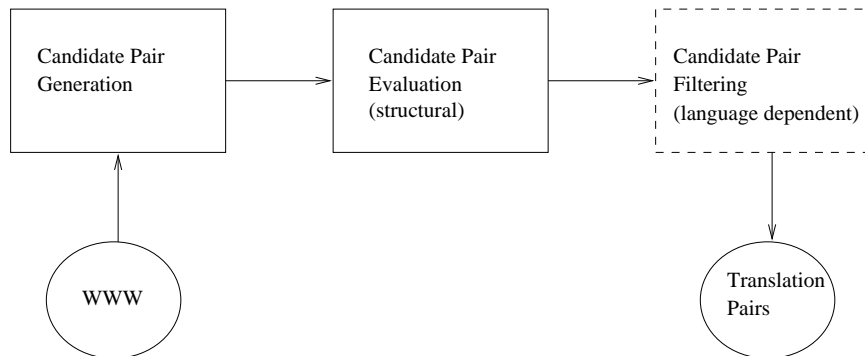 Candidate Pair
Generation
Candidate Pair
Evaluation
(structural)
Candidate Pair
Filtering
(language dependent)
WWW
Translation
Pairs